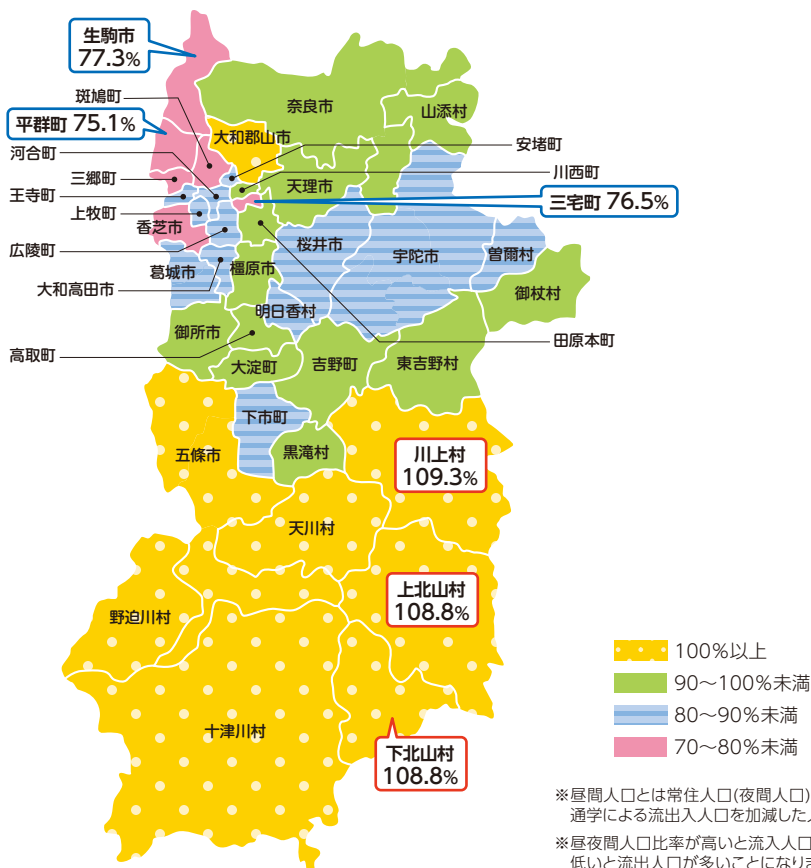 生駒市
77.3%
斑鳩町
奈良市
山添村
平群町 75.1%
大和郡山市
安堵町
河合町
川西町
三郷町
天理市
三宅町 76.5%
王寺町
上牧町
香芝市
桜井市
宇陀市
曽爾村
広陵町
葛城市
橿原市
御杖村
大和高田市
明日香村
御所市
田原本町
高取町
大淀町
吉野町
東吉野村
下市町
五條市
黒滝村
川上村
109.3%
天川村
上北山村
108.8%
野迫川村
十津川村
下北山村
108.8%
100%以上
90〜100%未満
80〜90%未満
70〜80%未満
※昼間人口とは常住人口(夜間人口)
通学による流出入人口を加減した
※昼夜間人口比率が高いと流入人口
低いと流出人口が多いことになりま